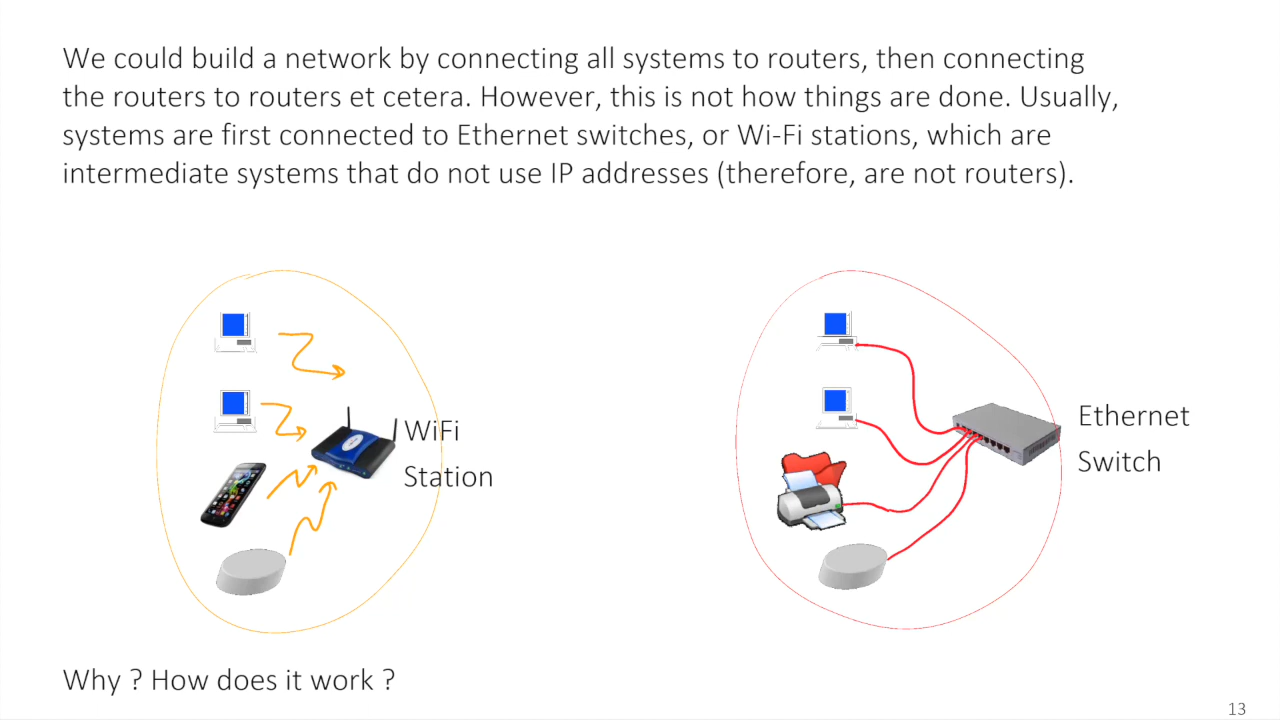 We could build a network by connecting all systems to routers, then connecting
the routers to routers et cetera. However, this is not how things are done. Usually,
systems are first connected to Ethernet switches, or Wi-Fi stations, which are
intermediate systems that do not use IP addresses (therefore, are not routers).
WiFi
Station
Ethernet
Switch
Why ? How does it work ?
13